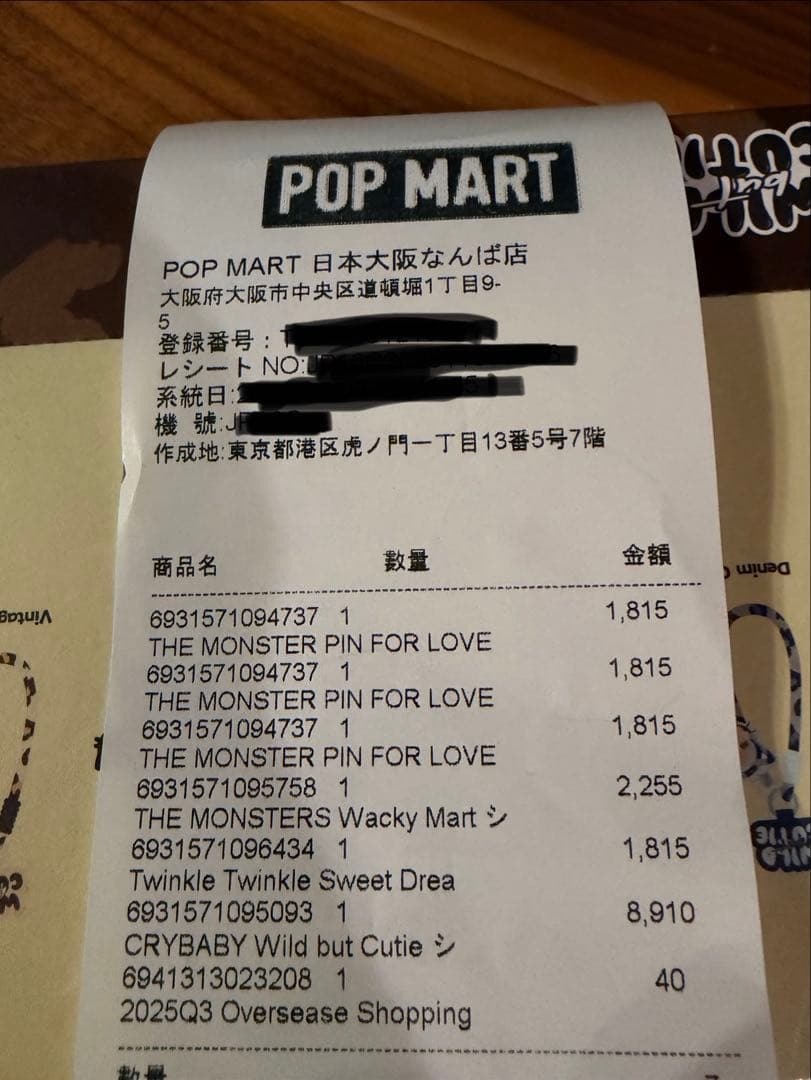 POP MART
POP MART 日本大阪なんば店
大阪府大阪市中央区道頓堀1丁目9-
5
登録番号：
レシート NO:
系統日:
機 號:
作成地:東京都港区虎ノ門一丁目13番5号7階
商品名 數量 金額
6931571094737 1 1,815
THE MONSTER PIN FOR LOVE
6931571094737 1 1,815
THE MONSTER PIN FOR LOVE
6931571094737 1 1,815
THE MONSTER PIN FOR LOVE
6931571095758 1 2,255
THE MONSTERS Wacky Mart シ
6931571096434 1 1,815
Twinkle Twinkle Sweet Drea
6931571095093 1 8,910
CRYBABY Wild but Cutie シ
6941313023208 1 40
2025Q3 Oversease Shopping
數量
but
Vintag
Denim